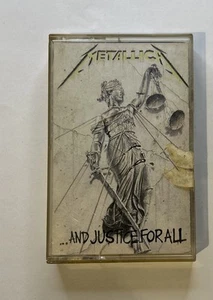 METALLICA
...AND JUSTICE FOR ALL